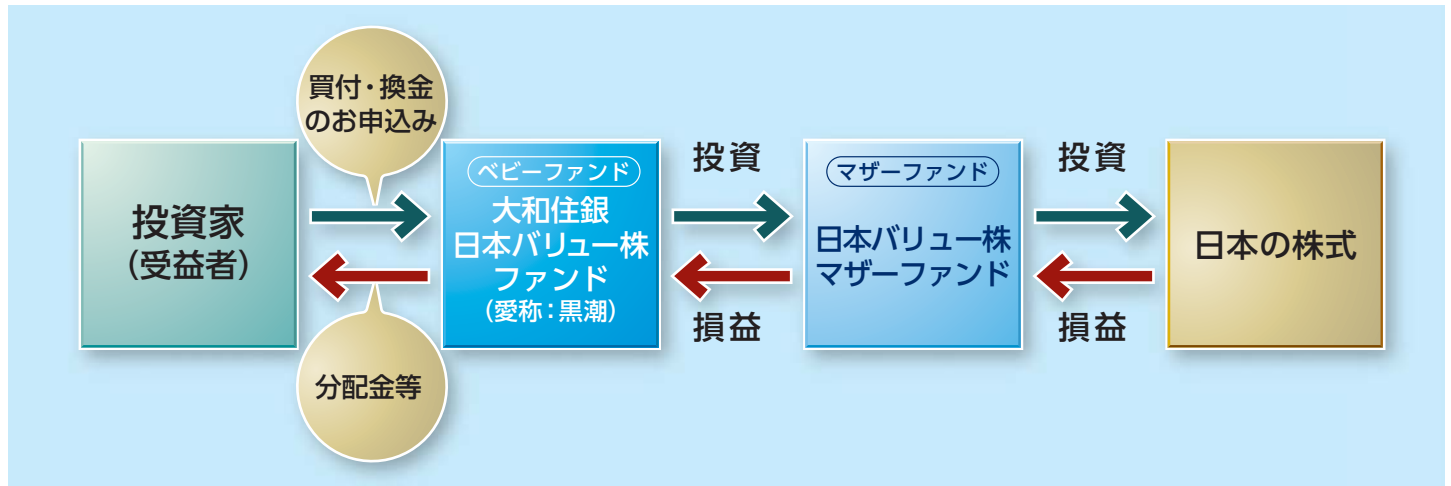 買付・換金
のお申込み
投資家
（受益者）
分配金等
ベビーファンド
大和住銀
日本バリュー株
ファンド
（愛称：黒潮）
投資
損益
マザーファンド
日本バリュー株
マザーファンド
投資
損益
日本の株式